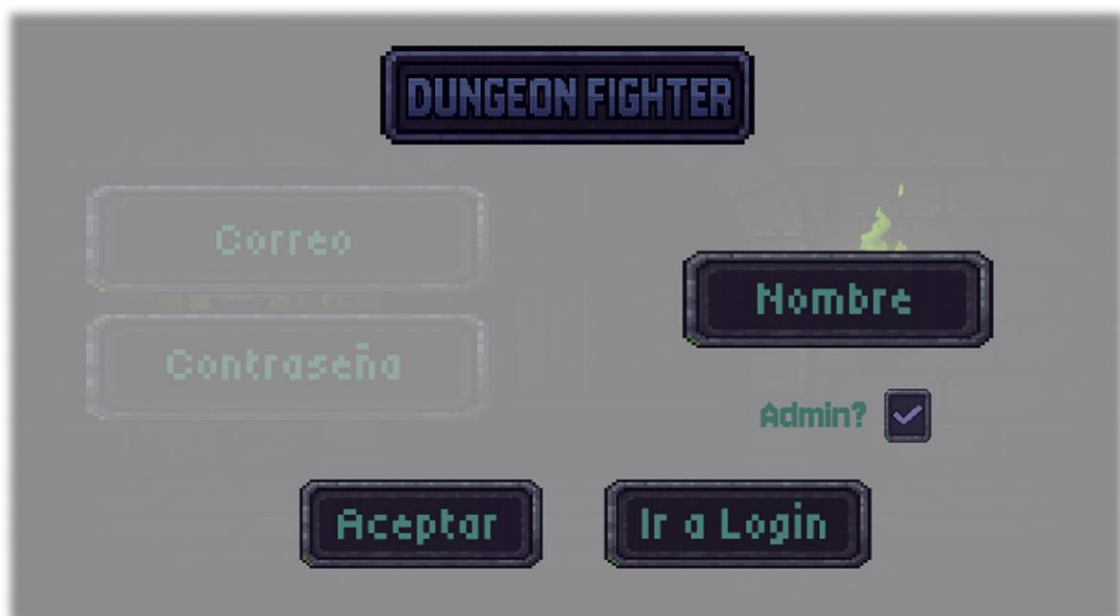 DUNGEON FIGHTER
Correo
Contraseña
Nombre
Admin?
Aceptar
Ir a Login